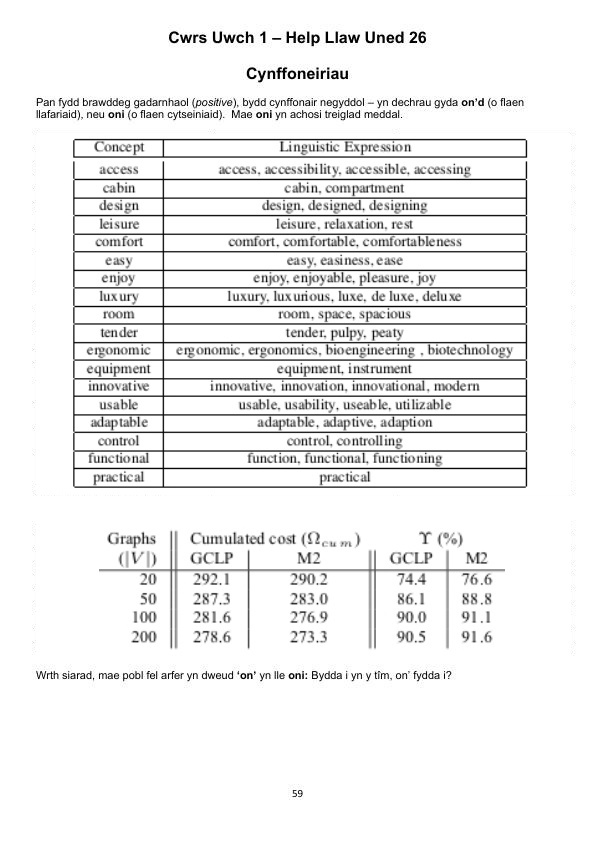 Cwrs Uwch 1 – Help Llaw Uned 26
Cynffoneiriau
Pan fydd brawddeg gadarnhaol (positive), bydd cynffonair negyddol – yn dechrau gyda on’d (o flaen
llafariaid), neu oni (o flaen cytseiniaid).  Mae oni yn achosi treiglad meddal.
Concept Linguistic Expression
access access, accessibility, accessible, accessing
cabin cabin, compartment
design design, designed, designing
leisure leisure, relaxation, rest
comfort comfort, comfortable, comfortableness
easy easy, easiness, ease
enjoy enjoy, enjoyable, pleasure, joy
luxury luxury, luxurious, luxe, de luxe, deluxe
room room, space, spacious
tender tender, pulpy, peaty
ergonomic ergonomic, ergonomics, bioengineering , biotechnology
equipment equipment, instrument
innovative innovative, innovation, innovational, modern
usable usable, usability, useable, utilizable
adaptable adaptable, adaptive, adaption
control control, controlling
functional function, functional, functioning
practical practical
Graphs Cumulated cost (Ωcum) ϒ (%)
(|V|) GCLP M2 GCLP M2
20 292.1 290.2 74.4 76.6
50 287.3 283.0 86.1 88.8
100 281.6 276.9 90.0 91.1
200 278.6 273.3 90.5 91.6
Wrth siarad, mae pobl fel arfer yn dweud ‘on’ yn lle oni: Bydda i yn y tîm, on’ fydda i?
59